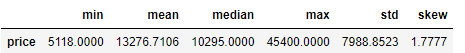 min mean median max std skew
price 5118.0000 13276.7106 10295.0000 45400.0000 7988.8523 1.7777